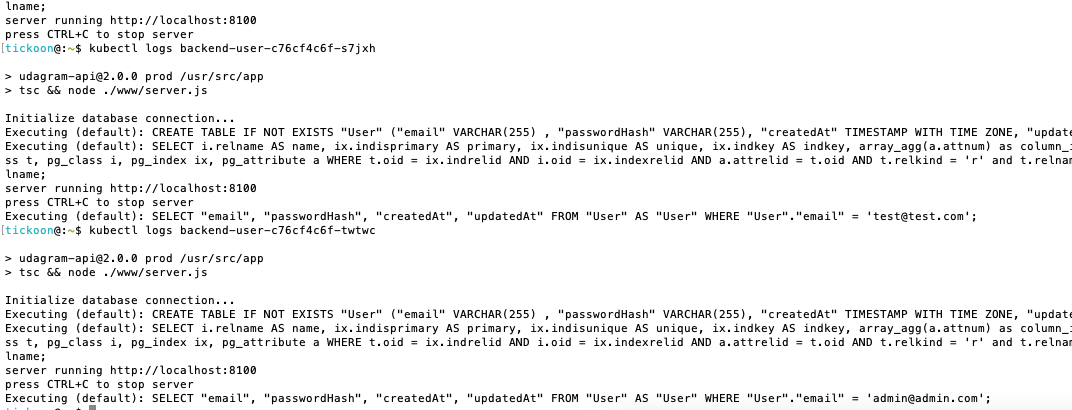 lname;
server running http://localhost:8100
press CTRL+C to stop server
[tickoon@:~$ kubectl logs backend-user-c76cf4c6f-s7jxh
> udagram-api@2.0.0 prod /usr/src/app
> tsc && node ./www/server.js
Initialize database connection...
Executing (default): CREATE TABLE IF NOT EXISTS "User" ("email" VARCHAR(255) , "passwordHash" VARCHAR(255), "createdAt" TIMESTAMP WITH TIME ZONE, "update
Executing (default): SELECT i.relname AS name, ix.indisprimary AS primary, ix.indisunique AS unique, ix.indkey AS indkey, array_agg(a.attnum) as column_i
ss t, pg_class i, pg_index ix, pg_attribute a WHERE t.oid = ix.indrelid AND i.oid = ix.indexrelid AND a.attrelid = t.oid AND t.relkind = 'r' and t.relnam
lname;
server running http://localhost:8100
press CTRL+C to stop server
Executing (default): SELECT "email", "passwordHash", "createdAt", "updatedAt" FROM "User" AS "User" WHERE "User"."email" = 'test@test.com';
[tickoon@:~$ kubectl logs backend-user-c76cf4c6f-twtwc
> udagram-api@2.0.0 prod /usr/src/app
> tsc && node ./www/server.js
Initialize database connection...
Executing (default): CREATE TABLE IF NOT EXISTS "User" ("email" VARCHAR(255) , "passwordHash" VARCHAR(255), "createdAt" TIMESTAMP WITH TIME ZONE, "update
Executing (default): SELECT i.relname AS name, ix.indisprimary AS primary, ix.indisunique AS unique, ix.indkey AS indkey, array_agg(a.attnum) as column_i
ss t, pg_class i, pg_index ix, pg_attribute a WHERE t.oid = ix.indrelid AND i.oid = ix.indexrelid AND a.attrelid = t.oid AND t.relkind = 'r' and t.relnam
lname;
server running http://localhost:8100
press CTRL+C to stop server
Executing (default): SELECT "email", "passwordHash", "createdAt", "updatedAt" FROM "User" AS "User" WHERE "User"."email" = 'admin@admin.com';